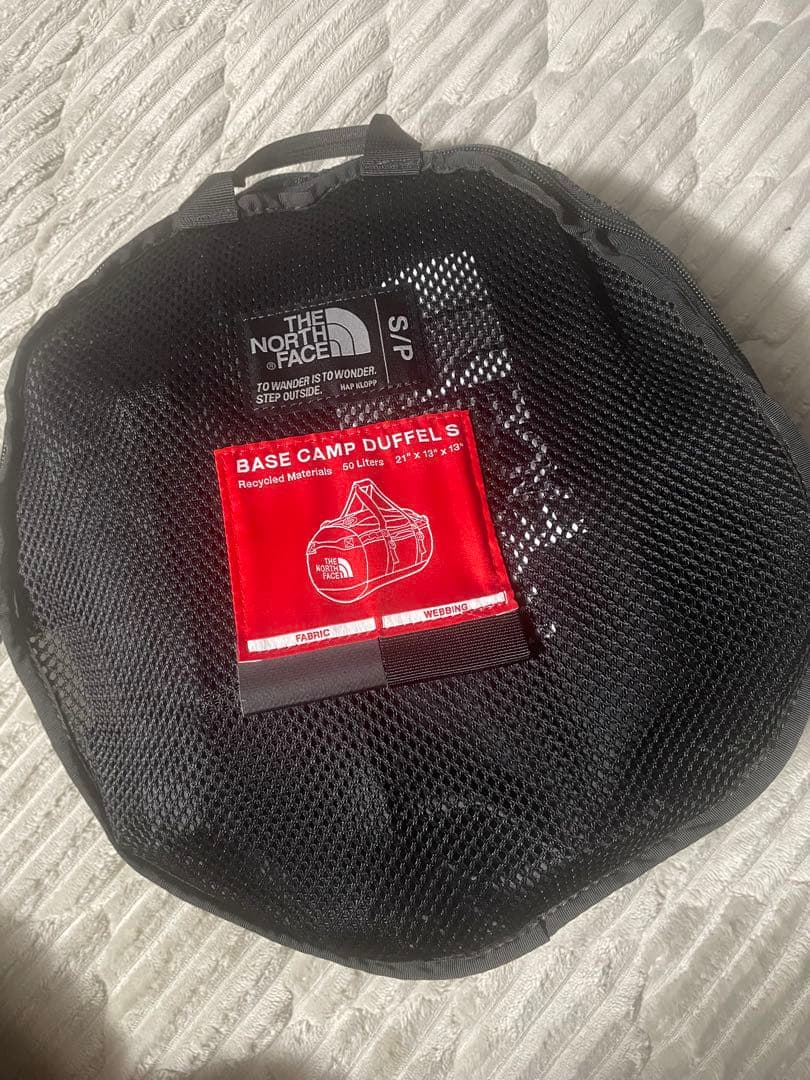 THE
NORTH
FACE
®
S/P
TO WANDER IS TO WONDER.
STEP OUTSIDE. HAP KLOPP
BASE CAMP DUFFEL S
Recycled Materials 50 Liters 21" x 13" x 13"
THE
NORTH
FACE
FABRIC
WEBBING